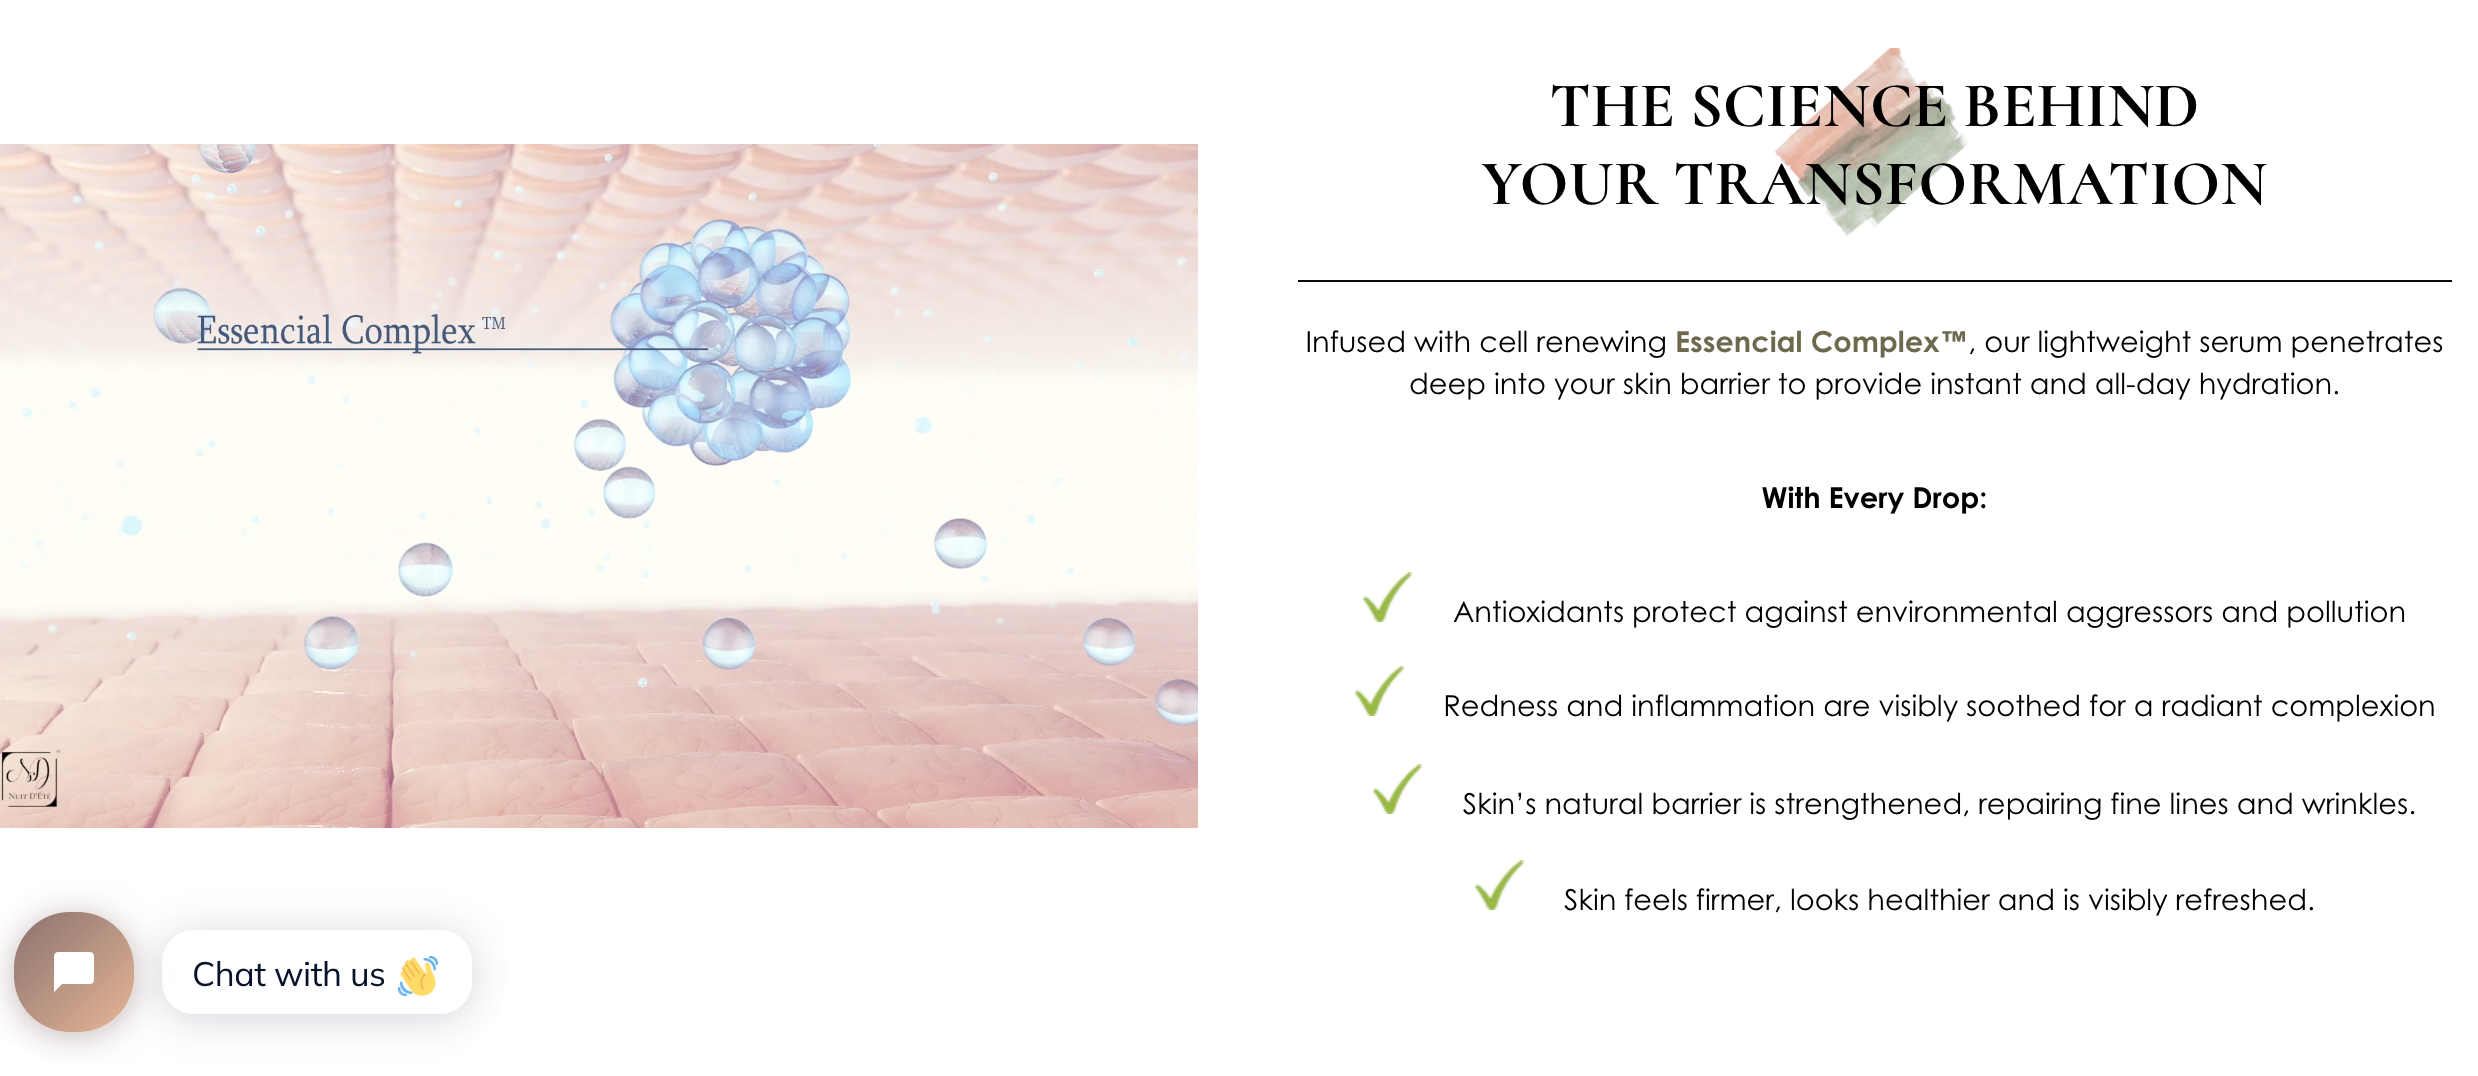 Essencial Complex™
ND
NUIT D'ÉTÉ
THE SCIENCE BEHIND
YOUR TRANSFORMATION
Infused with cell renewing Essencial Complex™, our lightweight serum penetrates
deep into your skin barrier to provide instant and all-day hydration.
With Every Drop:
Antioxidants protect against environmental aggressors and pollution
Redness and inflammation are visibly soothed for a radiant complexion
Skin’s natural barrier is strengthened, repairing fine lines and wrinkles.
Skin feels firmer, looks healthier and is visibly refreshed.
Chat with us 👋